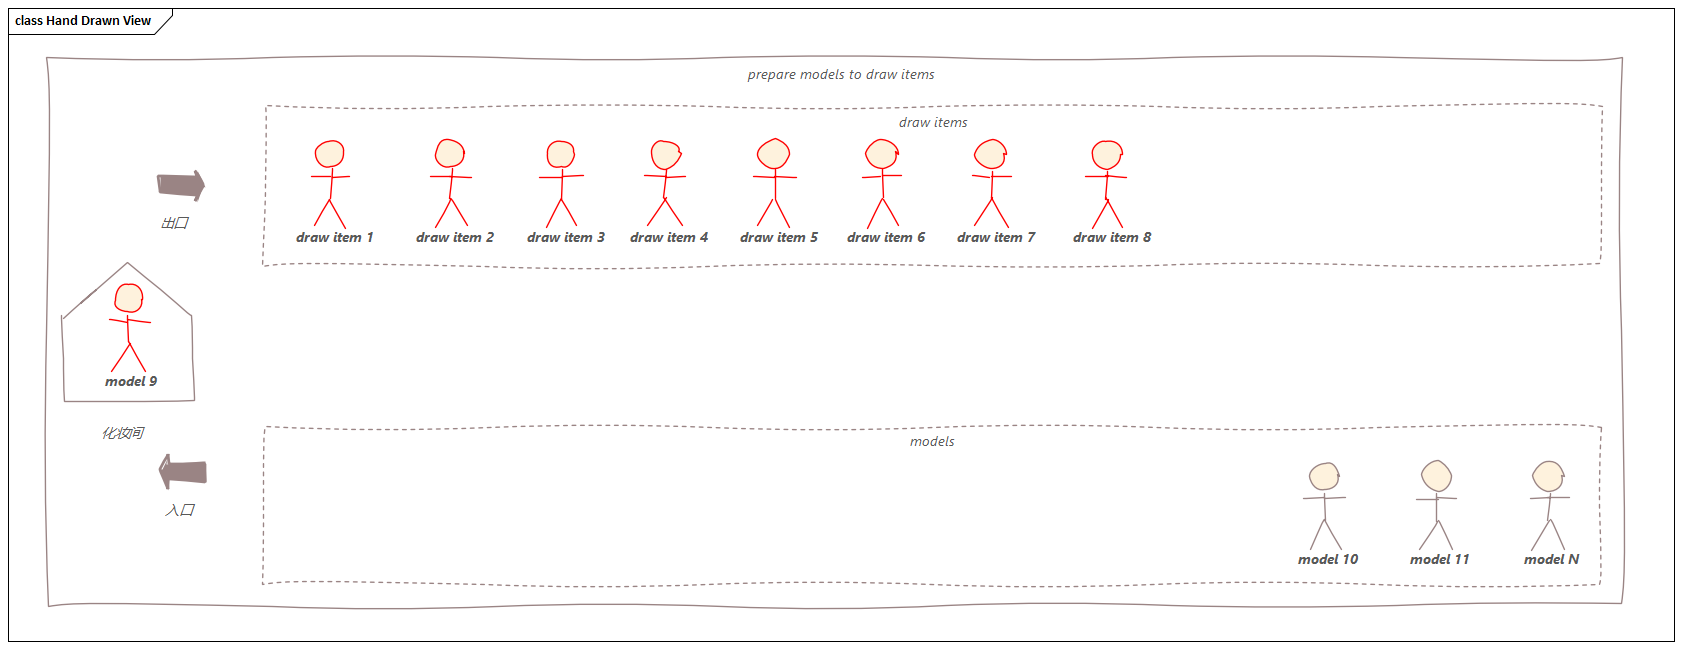 class Hand Drawn View
prepare models to draw items
draw items
draw item 1
draw item 2
draw item 3
draw item 4
draw item 5
draw item 6
draw item 7
draw item 8
出口
model 9
化妆间
models
入口
model 10
model 11
model N